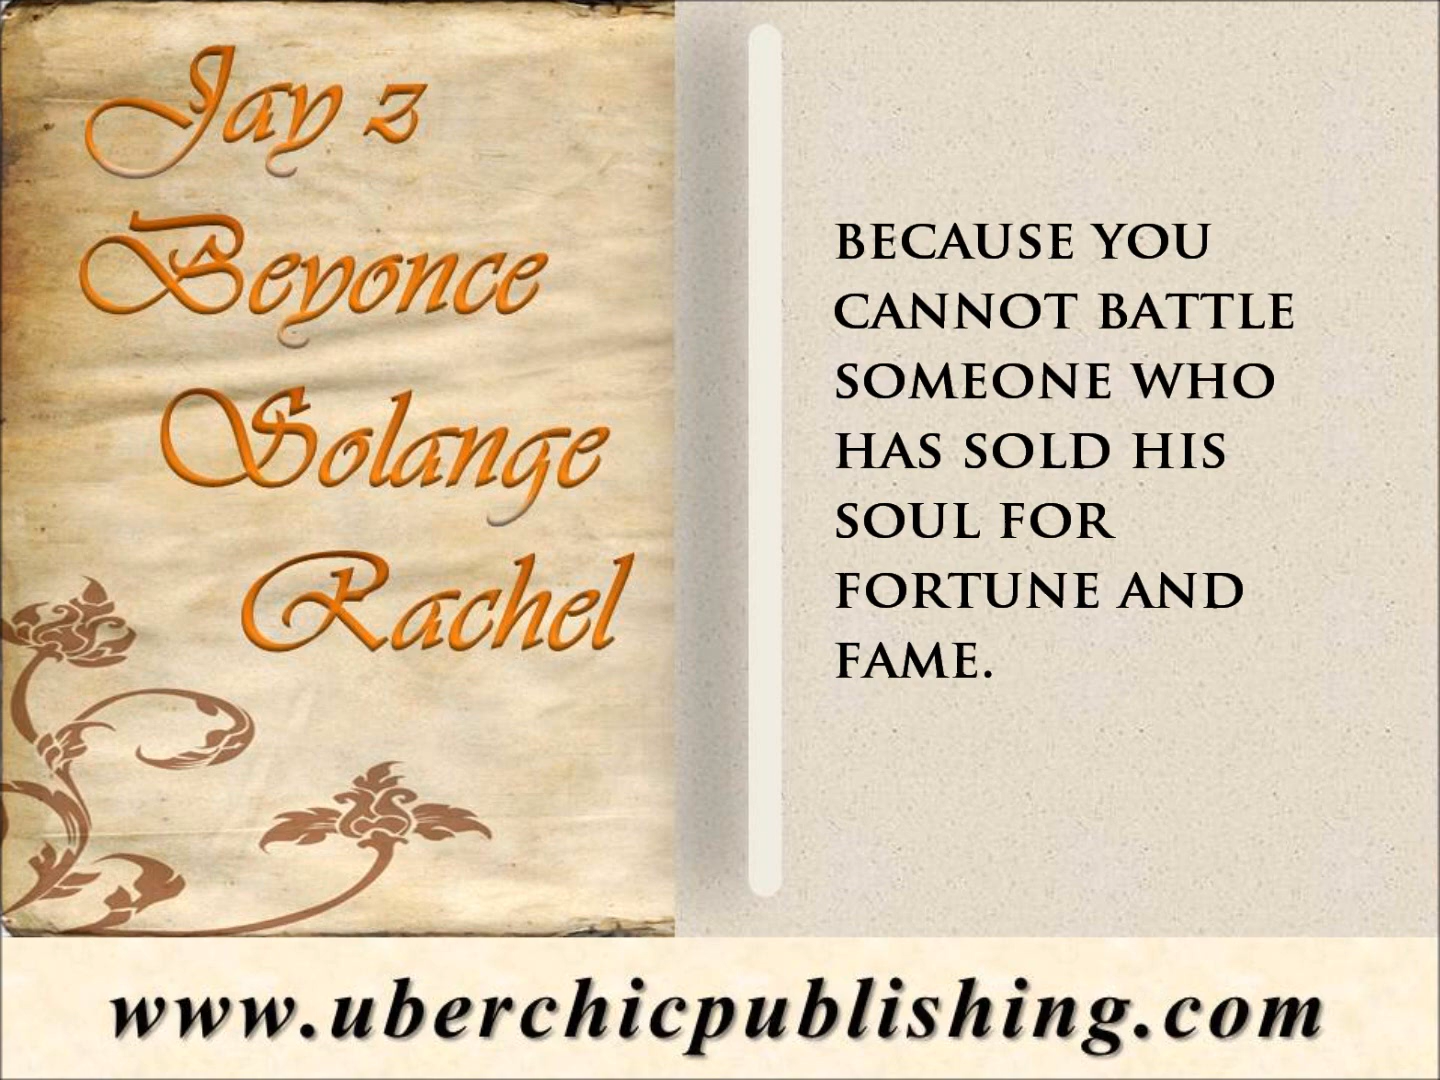 Jay z
Beyonce
Solange
Rachel
BECAUSE YOU
CANNOT BATTLE
SOMEONE WHO
HAS SOLD HIS
SOUL FOR
FORTUNE AND
FAME.
www.uberchicpublishing.com